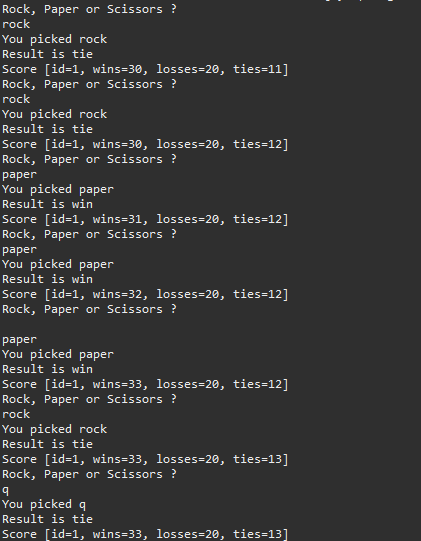 Rock, Paper or Scissors ?
rock
You picked rock
Result is tie
Score [id=1, wins=30, losses=20, ties=11]
Rock, Paper or Scissors ?
rock
You picked rock
Result is tie
Score [id=1, wins=30, losses=20, ties=12]
Rock, Paper or Scissors ?
paper
You picked paper
Result is win
Score [id=1, wins=31, losses=20, ties=12]
Rock, Paper or Scissors ?
paper
You picked paper
Result is win
Score [id=1, wins=32, losses=20, ties=12]
Rock, Paper or Scissors ?
paper
You picked paper
Result is win
Score [id=1, wins=33, losses=20, ties=12]
Rock, Paper or Scissors ?
rock
You picked rock
Result is tie
Score [id=1, wins=33, losses=20, ties=13]
Rock, Paper or Scissors ?
q
You picked q
Result is tie
Score [id=1, wins=33, losses=20, ties=13]